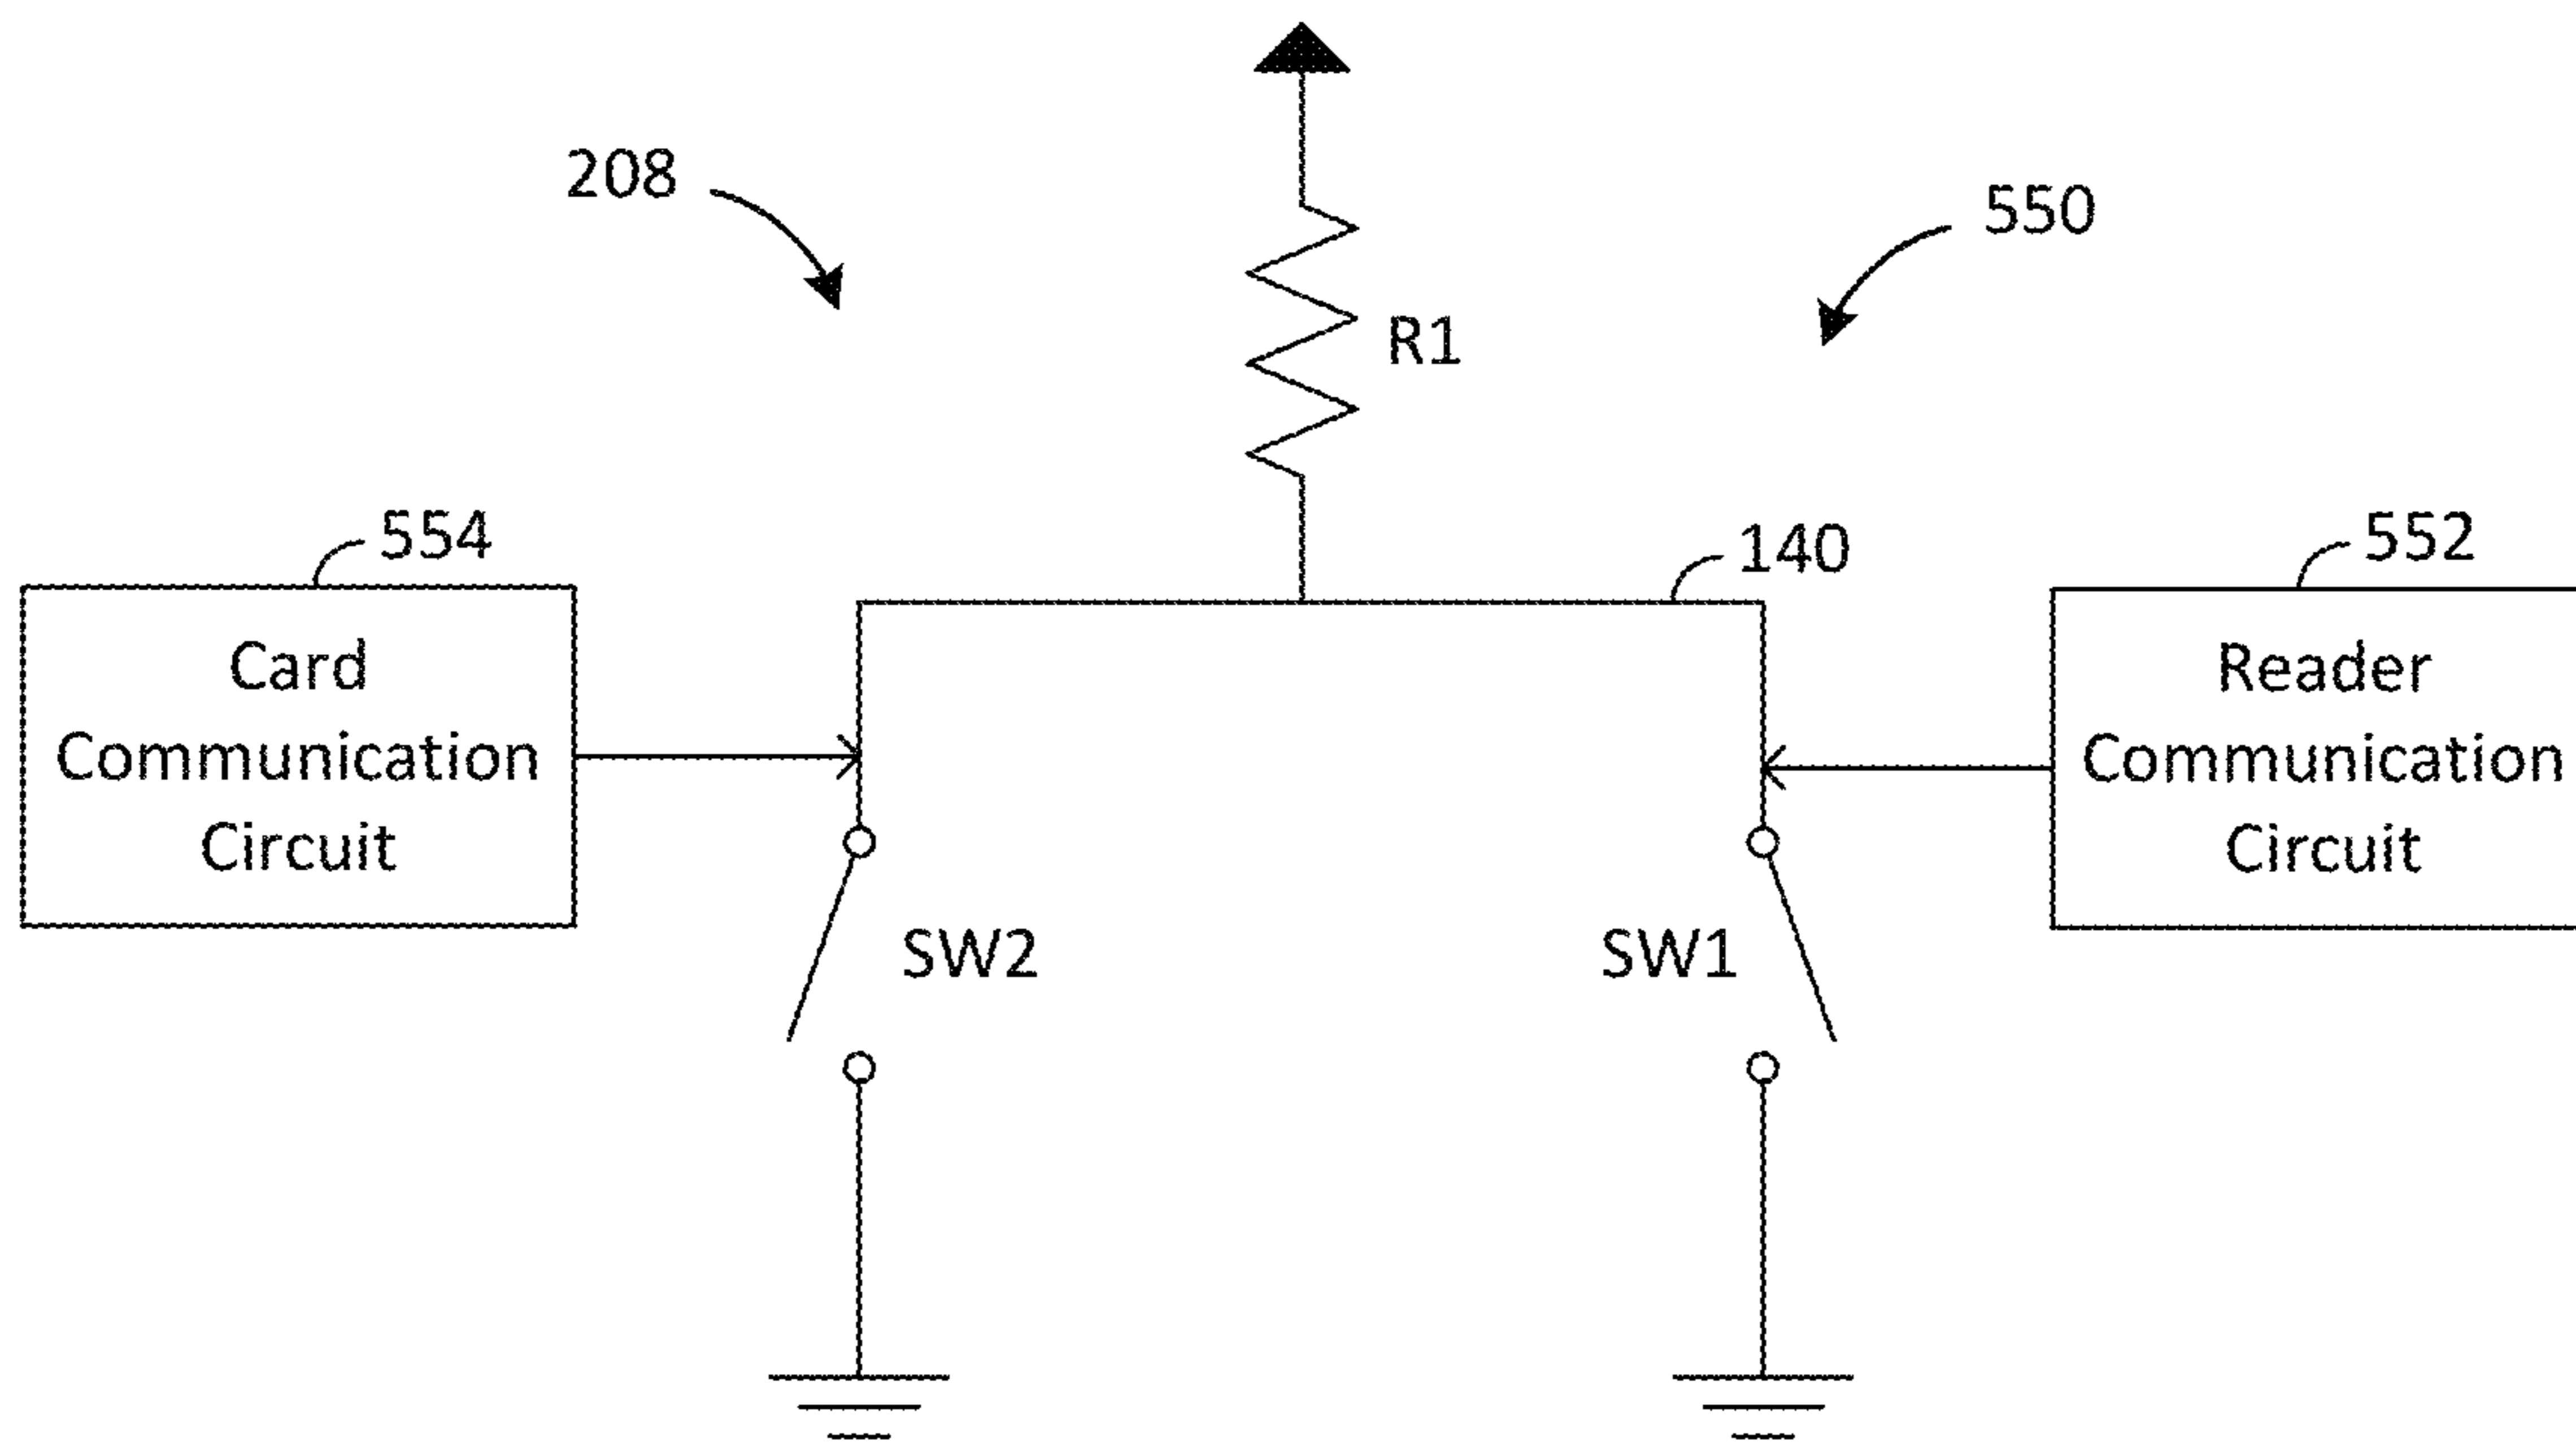 208
550
R1
554
140
552
Card
Communication
Circuit
Reader
Communication
Circuit
SW2
SW1